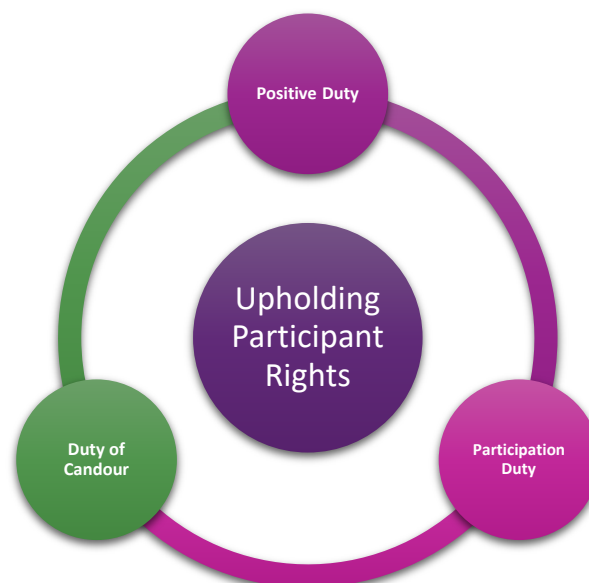 Positive Duty
Upholding
Participant
Rights
Duty of
Candour
Participation
Duty